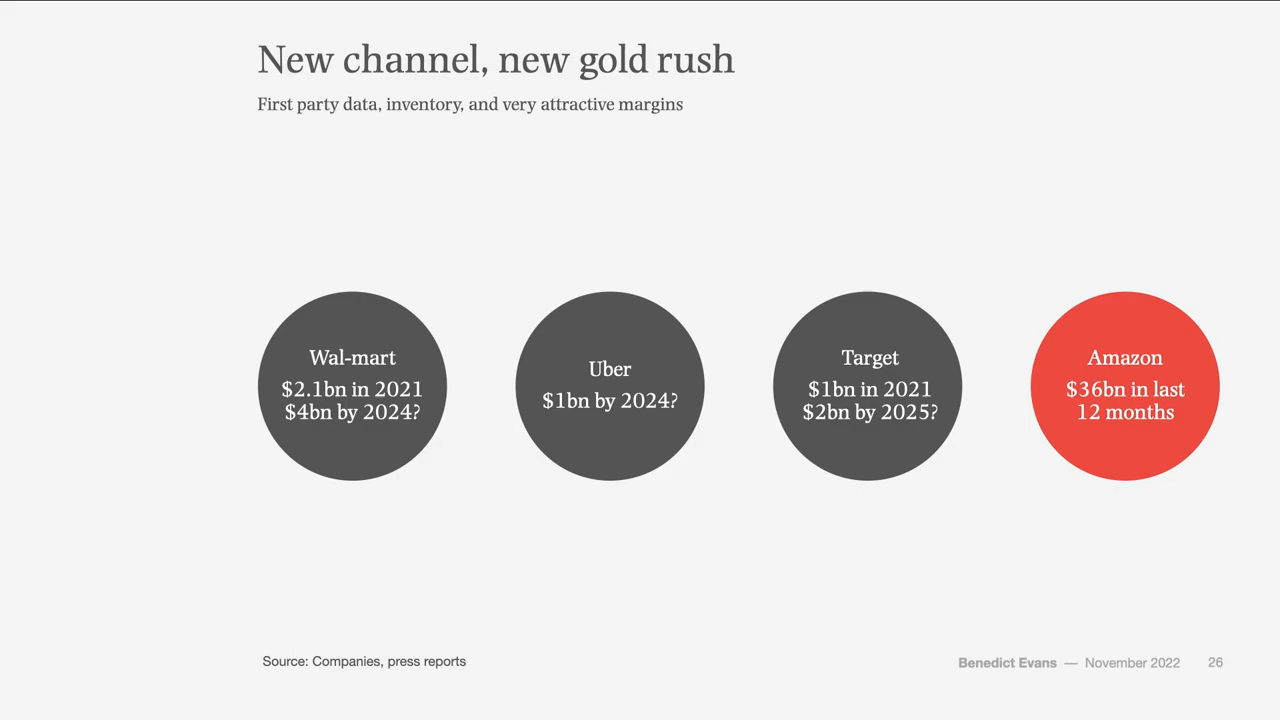 New channel, new gold rush
First party data, inventory, and very attractive margins
Wal-mart
$2.1bn in 2021
$4bn by 2024?
Uber
$1bn by 2024?
Target
$1bn in 2021
$2bn by 2025?
Amazon
$36bn in last
12 months
Source: Companies, press reports
Benedict Evans — November 2022 26